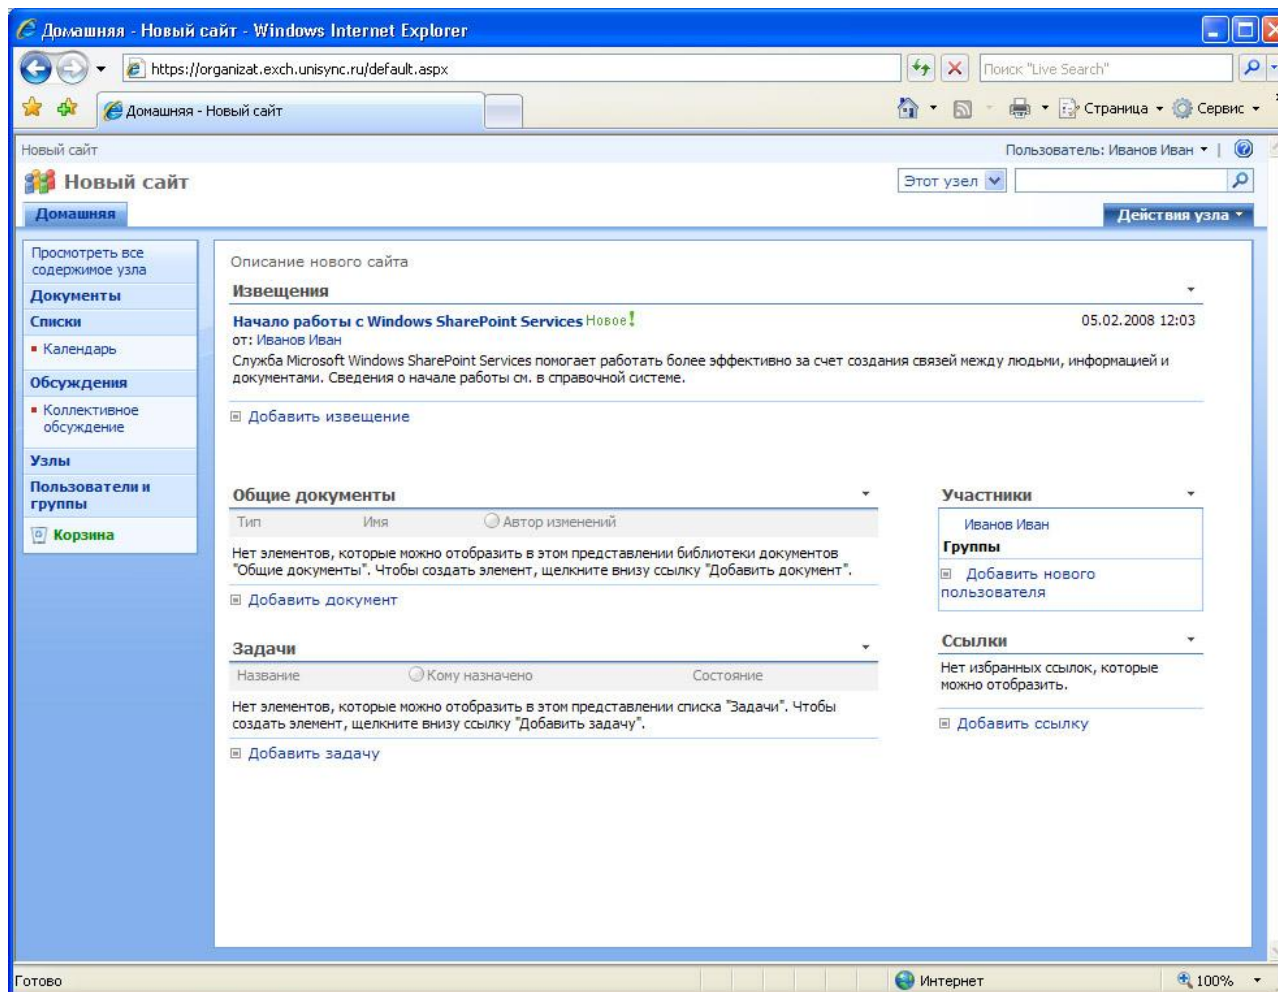 Домашняя - Новый сайт - Windows Internet Explorer
https://organizat.exch.unisync.ru/default.aspx
Поиск "Live Search"
Домашняя - Новый сайт
Страница
Сервис
Новый сайт
Пользователь: Иванов Иван
Новый сайт
Этот узел
Домашняя
Действия узла
Просмотреть все
содержимое узла
Документы
Списки
Календарь
Обсуждения
Коллективное
обсуждение
Узлы
Пользователи и
группы
Корзина
Описание нового сайта
Извещения
Начало работы с Windows SharePoint Services Новое!
05.02.2008 12:03
от: Иванов Иван
Служба Microsoft Windows SharePoint Services помогает работать более эффективно за счет создания связей между людьми, информацией и
документами. Сведения о начале работы см. в справочной системе.
Добавить извещение
Общие документы
Тип Имя Автор изменений
Нет элементов, которые можно отобразить в этом представлении библиотеки документов
"Общие документы". Чтобы создать элемент, щелкните внизу ссылку "Добавить документ".
Добавить документ
Задачи
Название Кому назначено Состояние
Нет элементов, которые можно отобразить в этом представлении списка "Задачи". Чтобы
создать элемент, щелкните внизу ссылку "Добавить задачу".
Добавить задачу
Участники
Иванов Иван
Группы
Добавить нового
пользователя
Ссылки
Нет избранных ссылок, которые
можно отобразить.
Добавить ссылку
Готово
Интернет
100%